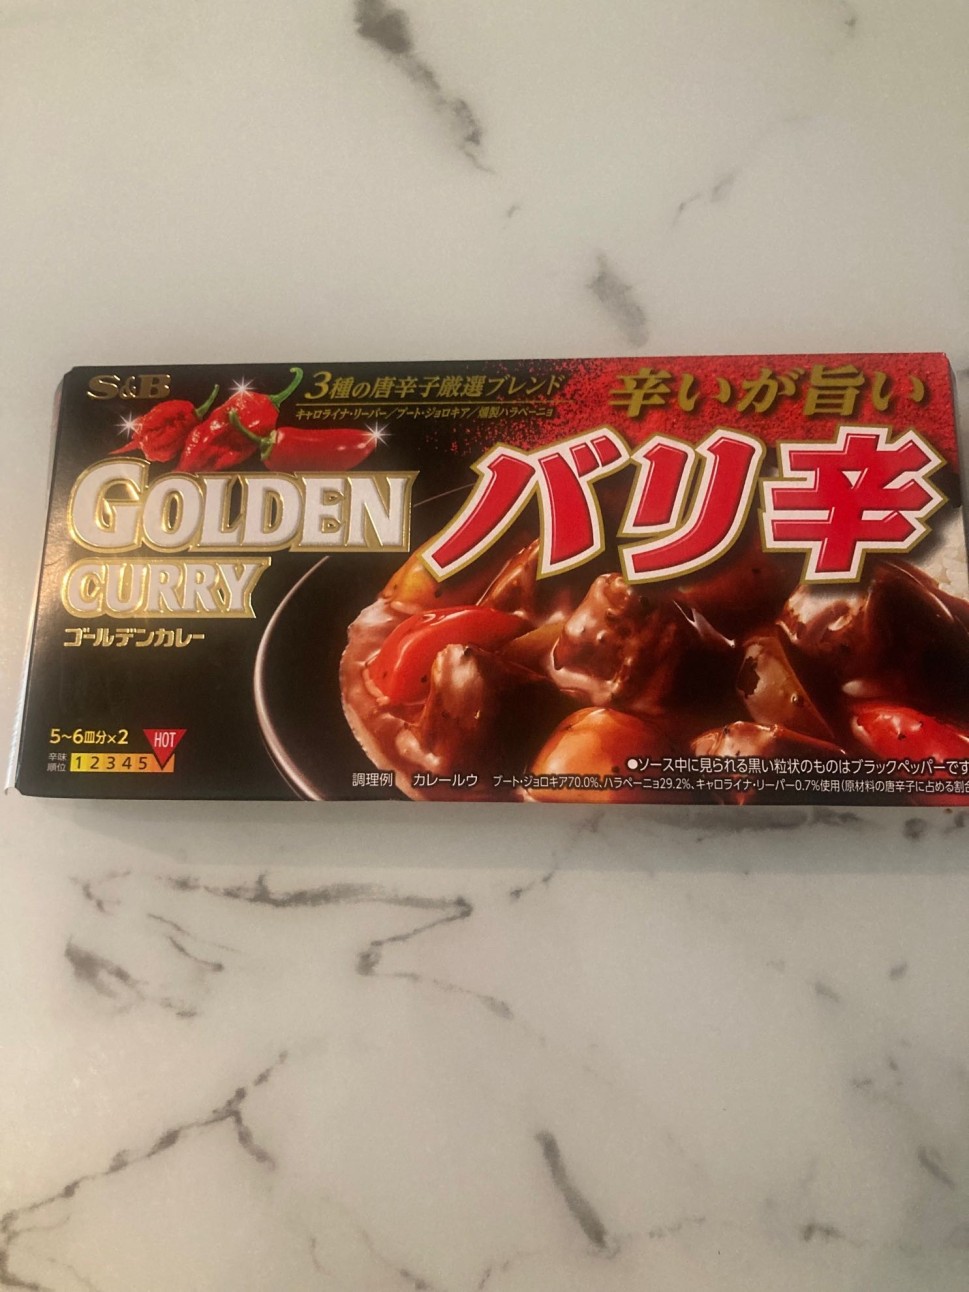 S&B
3種の唐辛子厳選ブレンド
キャロライナ・リーパー/ブート・ジョロキア/燻製ハラペーニョ
辛いが旨い
バリ辛
GOLDEN
CURRY
ゴールデンカレー
5~6皿分×2
HOT
辛味
順位
1 2 3 4 5
調理例 カレールウ
●ソース中に見られる黒い粒状のものはブラックペッパーです
ブート・ジョロキア70.0%、ハラペーニョ29.2%、キャロライナ・リーパー0.7%使用(原材料の唐辛子に占める割合